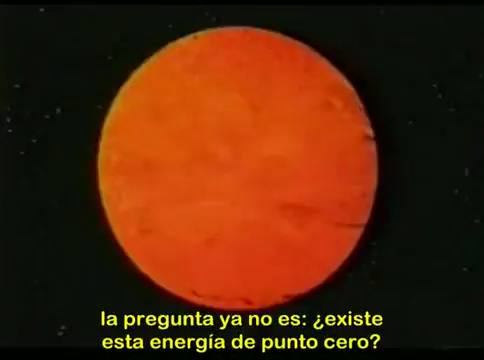 la pregunta ya no es: ¿existe
esta energía de punto cero?